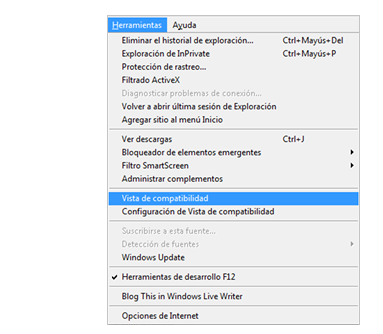 Herramientas Ayuda
Eliminar el historial de exploración... Ctrl+Mayús+Del
Exploración de InPrivate Ctrl+Mayús+P
Protección de rastreo...
Filtrado ActiveX
Diagnosticar problemas de conexión...
Volver a abrir última sesión de Exploración
Agregar sitio al menú Inicio
Ver descargas Ctrl+J
Bloqueador de elementos emergentes
Filtro SmartScreen
Administrar complementos
Vista de compatibilidad
Configuración de Vista de compatibilidad
Suscribirse a esta fuente...
Detección de fuentes
Windows Update
Herramientas de desarrollo F12
Blog This in Windows Live Writer
Opciones de Internet